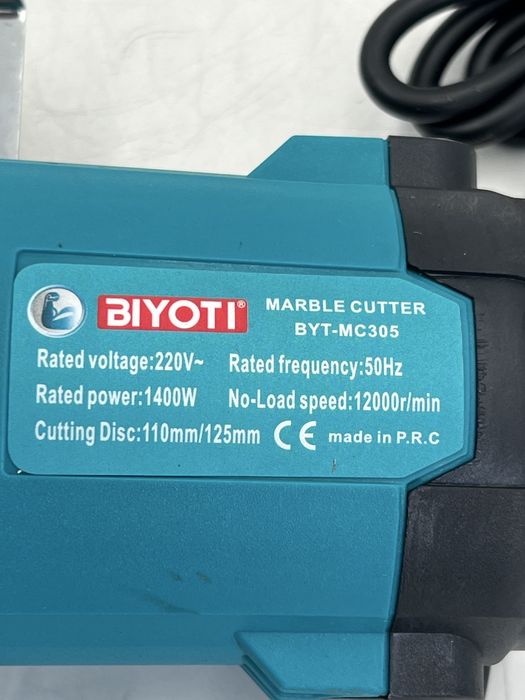 BIYOTI®
MARBLE CUTTER
BYT-MC305
Rated voltage:220V~ Rated frequency:50Hz
Rated power:1400W No-Load speed:12000r/min
Cutting Disc:110mm/125mm CE made in P.R.C